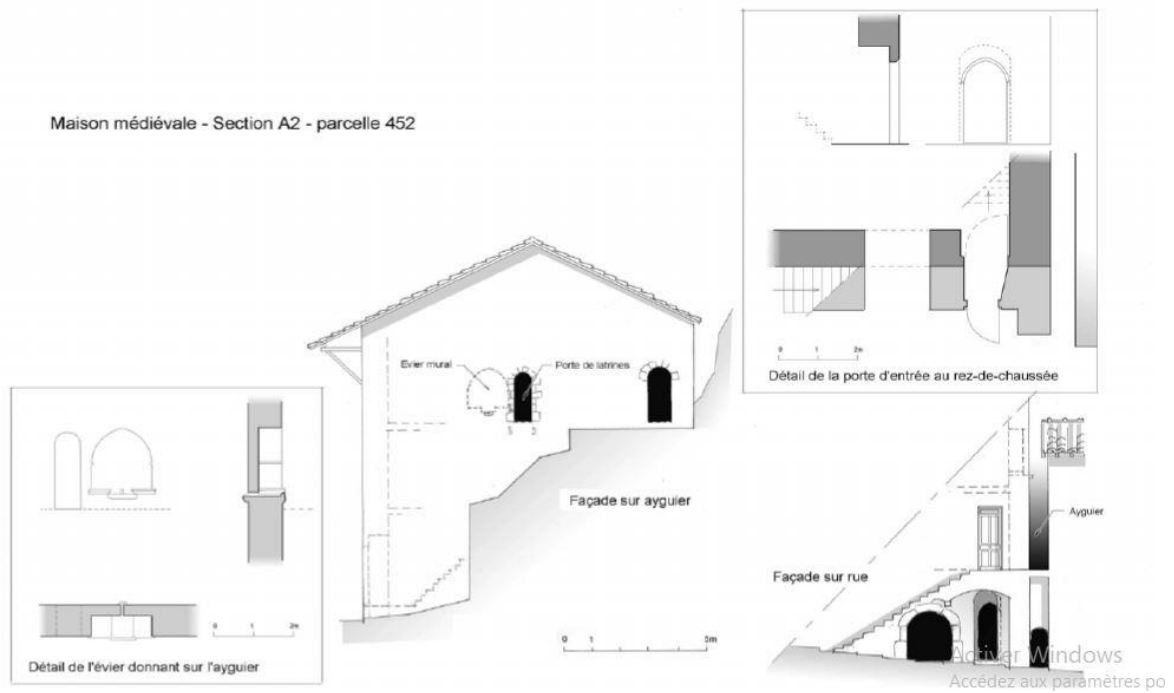 Maison médiévale - Section A2 - parcelle 452
0 1 2m
Détail de la porte d'entrée au rez-de-chaussée
Evier mural
Porte de latrines
Façade sur ayguier
Ayguier
Façade sur rue
0 1 2m
Détail de l'évier donnant sur l'ayguier
0 1 5m
Activer Windows
Accédez aux paramètres po